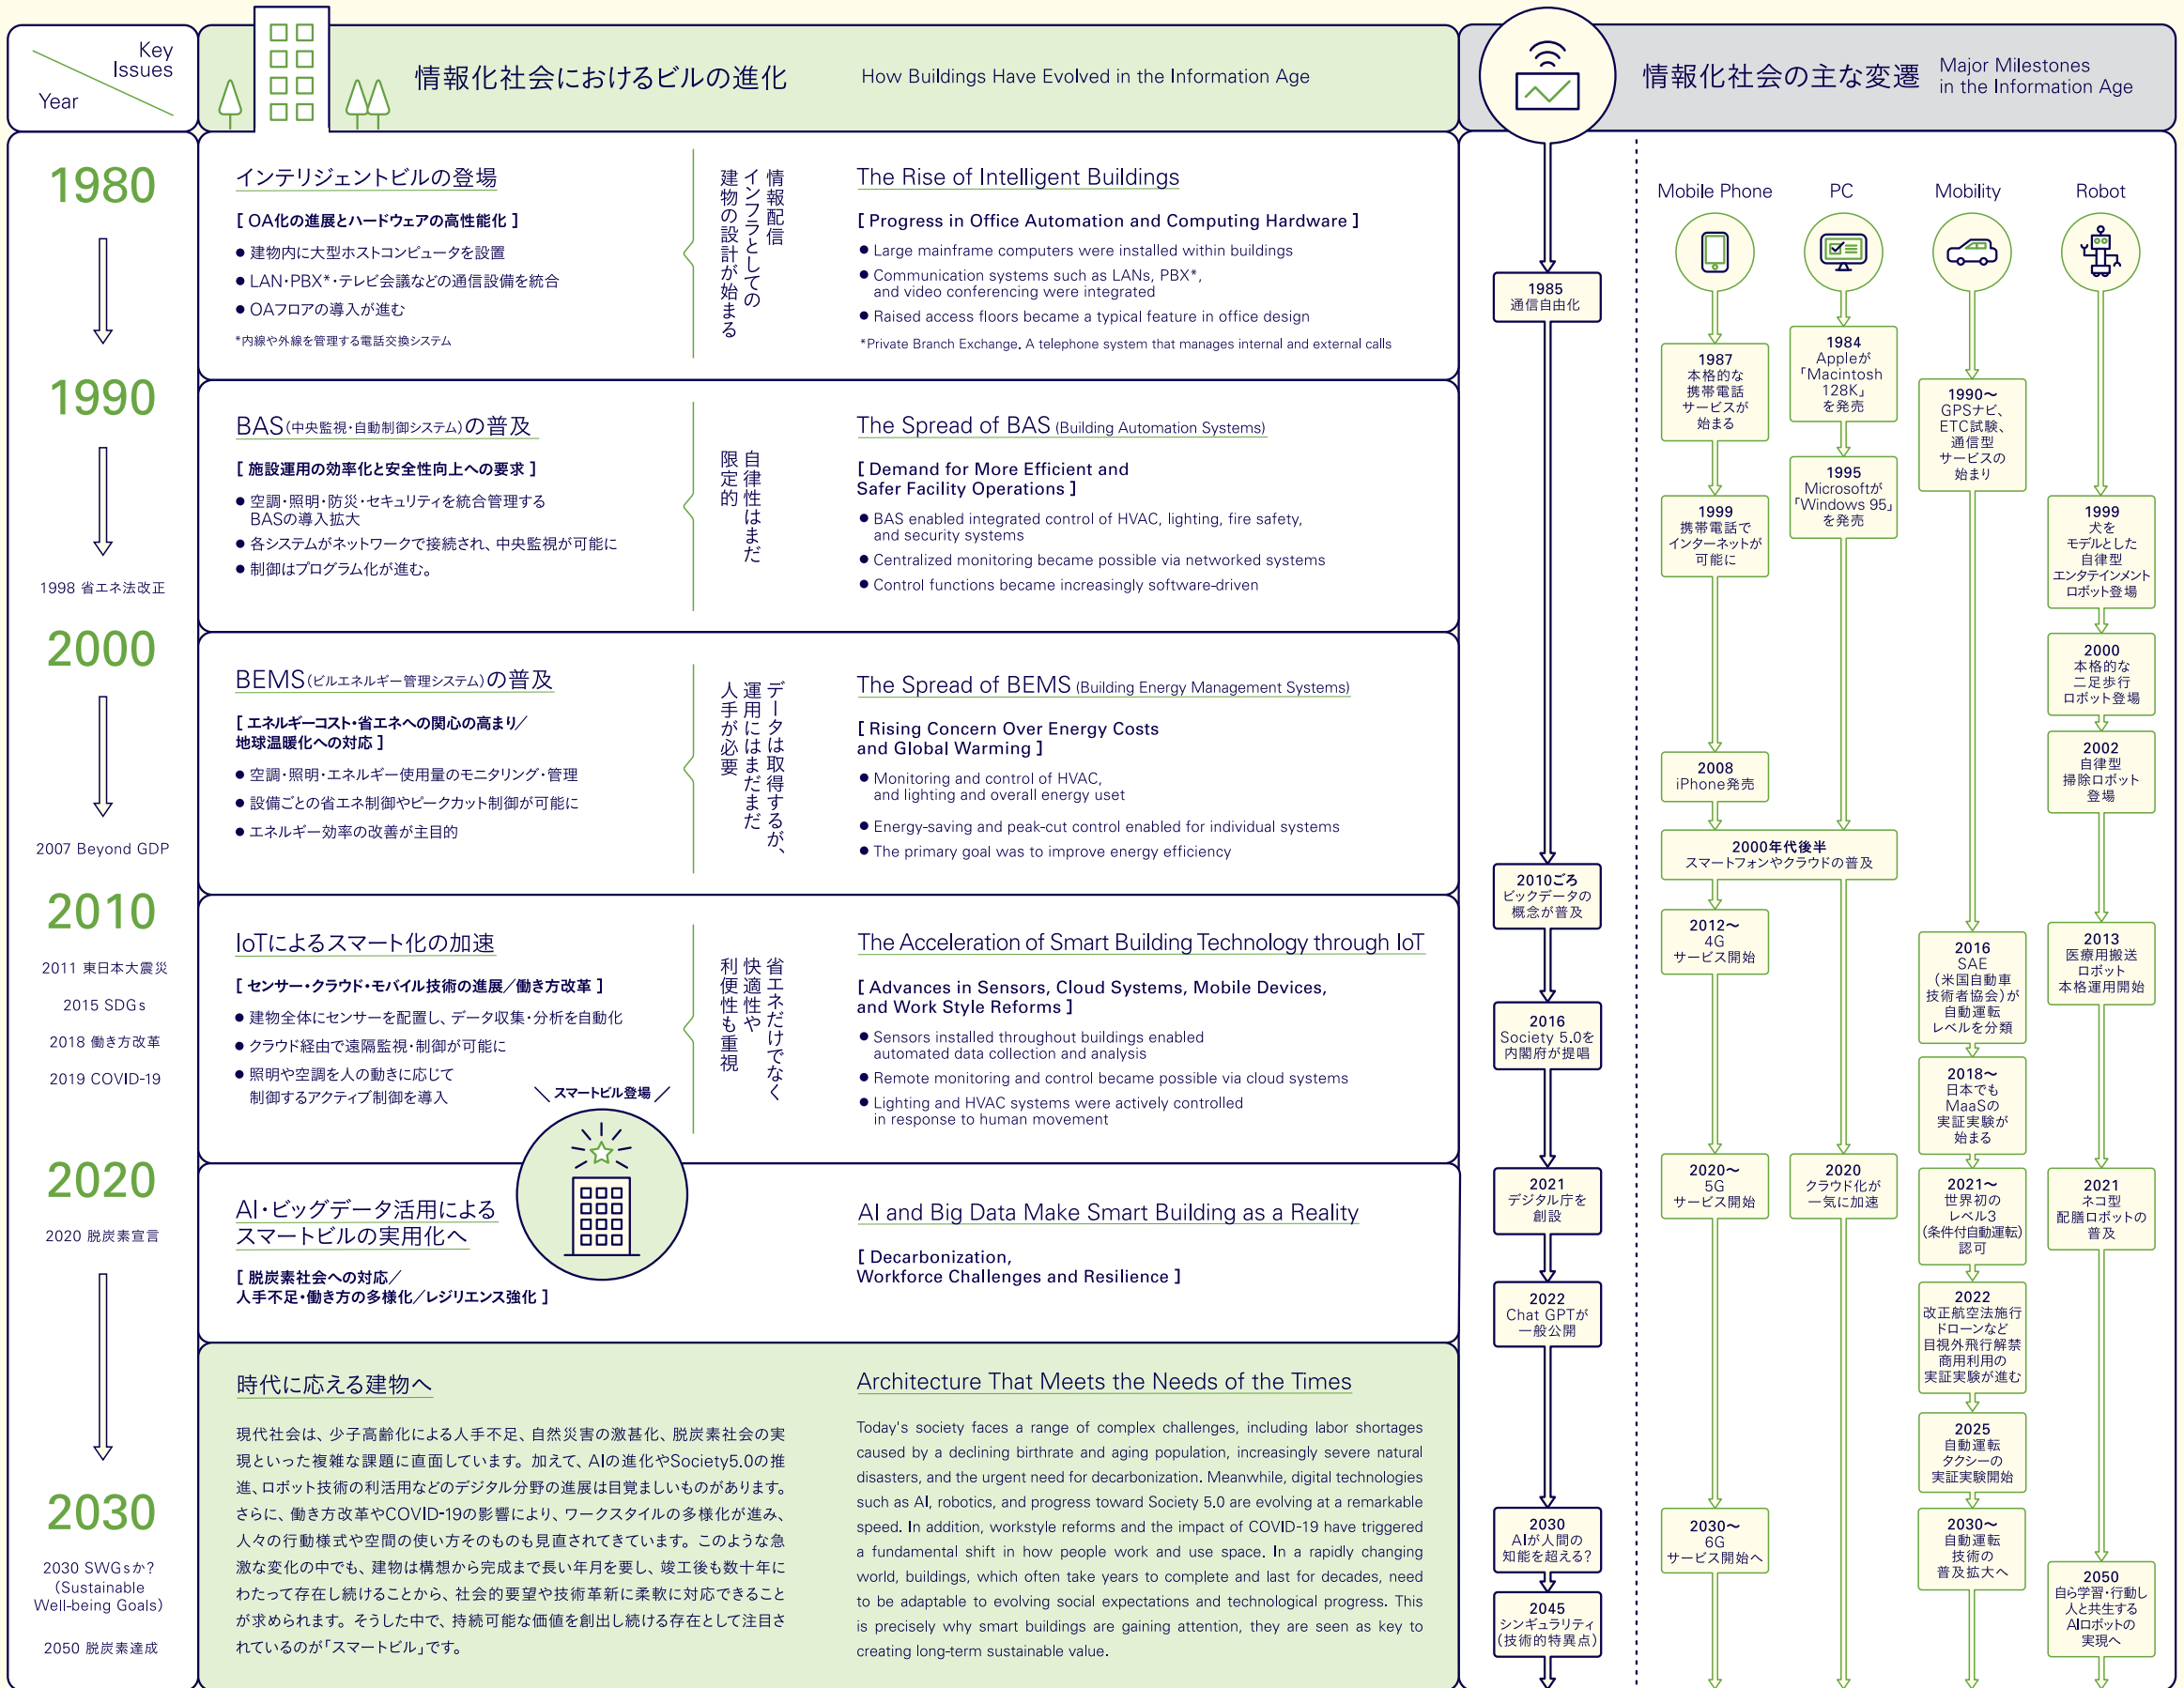 Key
Issues
Year
情報化社会におけるビルの進化
How Buildings Have Evolved in the Information Age
情報化社会の主な変遷
Major Milestones
in the Information Age
1980
1990
1998 省エネ法改正
2000
2007 Beyond GDP
2010
2011 東日本大震災
2015 SDGs
2018 働き方改革
2019 COVID-19
2020
2020 脱炭素宣言
2030
2030 SWGsか?
(Sustainable
Well-being Goals)
2050 脱炭素達成
インテリジェントビルの登場
[ OA化の進展とハードウェアの高性能化 ]
● 建物内に大型ホストコンピュータを設置
● LAN・PBX*・テレビ会議などの通信設備を統合
● OAフロアの導入が進む
*内線や外線を管理する電話交換システム
情報配信
インフラとしての
建物の設計が始まる
The Rise of Intelligent Buildings
[ Progress in Office Automation and Computing Hardware ]
● Large mainframe computers were installed within buildings
● Communication systems such as LANs, PBX*,
and video conferencing were integrated
● Raised access floors became a typical feature in office design
*Private Branch Exchange. A telephone system that manages internal and external calls
BAS(中央監視・自動制御システム)の普及
[ 施設運用の効率化と安全性向上への要求 ]
● 空調・照明・防災・セキュリティを統合管理する
BASの導入拡大
● 各システムがネットワークで接続され、中央監視が可能に
● 制御はプログラム化が進む。
自律性はまだ
限定的
The Spread of BAS (Building Automation Systems)
[ Demand for More Efficient and
Safer Facility Operations ]
● BAS enabled integrated control of HVAC, lighting, fire safety,
and security systems
● Centralized monitoring became possible via networked systems
● Control functions became increasingly software-driven
BEMS(ビルエネルギー管理システム)の普及
[ エネルギーコスト・省エネへの関心の高まり/
地球温暖化への対応 ]
● 空調・照明・エネルギー使用量のモニタリング・管理
● 設備ごとの省エネ制御やピークカット制御が可能に
● エネルギー効率の改善が主目的
データは取得するが、
運用にはまだまだ
人手が必要
The Spread of BEMS (Building Energy Management Systems)
[ Rising Concern Over Energy Costs
and Global Warming ]
● Monitoring and control of HVAC,
and lighting and overall energy uset
● Energy-saving and peak-cut control enabled for individual systems
● The primary goal was to improve energy efficiency
IoTによるスマート化の加速
[ センサー・クラウド・モバイル技術の進展/働き方改革 ]
● 建物全体にセンサーを配置し、データ収集・分析を自動化
● クラウド経由で遠隔監視・制御が可能に
● 照明や空調を人の動きに応じて
制御するアクティブ制御を導入
省エネだけでなく
快適性や
利便性も重視
The Acceleration of Smart Building Technology through IoT
[ Advances in Sensors, Cloud Systems, Mobile Devices,
and Work Style Reforms ]
● Sensors installed throughout buildings enabled
automated data collection and analysis
● Remote monitoring and control became possible via cloud systems
● Lighting and HVAC systems were actively controlled
in response to human movement
スマートビル登場
AI・ビッグデータ活用による
スマートビルの実用化へ
[ 脱炭素社会への対応/
人手不足・働き方の多様化/レジリエンス強化 ]
AI and Big Data Make Smart Building as a Reality
[ Decarbonization,
Workforce Challenges and Resilience ]
時代に応える建物へ
現代社会は、少子高齢化による人手不足、自然災害の激甚化、脱炭素社会の実
現といった複雑な課題に直面しています。加えて、AIの進化やSociety5.0の推
進、ロボット技術の利活用などのデジタル分野の進展は目覚ましいものがあります。
さらに、働き方改革やCOVID-19の影響により、ワークスタイルの多様化が進み、
人々の行動様式や空間の使い方そのものも見直されてきています。このような急
激な変化の中でも、建物は構想から完成まで長い年月を要し、竣工後も数十年に
わたって存在し続けることから、社会的要望や技術革新に柔軟に対応できること
が求められます。そうした中で、持続可能な価値を創出し続ける存在として注目さ
れているのが「スマートビル」です。
Architecture That Meets the Needs of the Times
Today's society faces a range of complex challenges, including labor shortages
caused by a declining birthrate and aging population, increasingly severe natural
disasters, and the urgent need for decarbonization. Meanwhile, digital technologies
such as AI, robotics, and progress toward Society 5.0 are evolving at a remarkable
speed. In addition, workstyle reforms and the impact of COVID-19 have triggered
a fundamental shift in how people work and use space. In a rapidly changing
world, buildings, which often take years to complete and last for decades, need
to be adaptable to evolving social expectations and technological progress. This
is precisely why smart buildings are gaining attention, they are seen as key to
creating long-term sustainable value.
1985
通信自由化
2010ごろ
ビックデータの
概念が普及
2016
Society 5.0を
内閣府が提唱
2021
デジタル庁を
創設
2022
Chat GPTが
一般公開
2030
AIが人間の
知能を超える?
2045
シンギュラリティ
(技術的特異点)
Mobile Phone
1987
本格的な
携帯電話
サービスが
始まる
1999
携帯電話で
インターネットが
可能に
2008
iPhone発売
2000年代後半
スマートフォンやクラウドの普及
2012〜
4G
サービス開始
2020〜
5G
サービス開始
2030〜
6G
サービス開始へ
PC
1984
Appleが
「Macintosh
128K」
を発売
1995
Microsoftが
「Windows 95」
を発売
2020
クラウド化が
一気に加速
Mobility
1990〜
GPSナビ、
ETC試験、
通信型
サービスの
始まり
2016
SAE
(米国自動車
技術者協会)が
自動運転
レベルを分類
2018〜
日本でも
MaaSの
実証実験が
始まる
2021〜
世界初の
レベル3
(条件付自動運転)
認可
2022
改正航空法施行
ドローンなど
目視外飛行解禁
商用利用の
実証実験が進む
2025
自動運転
タクシーの
実証実験開始
2030〜
自動運転
技術の
普及拡大へ
Robot
1999
犬を
モデルとした
自律型
エンタテインメント
ロボット登場
2000
本格的な
二足歩行
ロボット登場
2002
自律型
掃除ロボット
登場
2013
医療用搬送
ロボット
本格運用開始
2021
ネコ型
配膳ロボットの
普及
2050
自ら学習・行動し
人と共生する
AIロボットの
実現へ